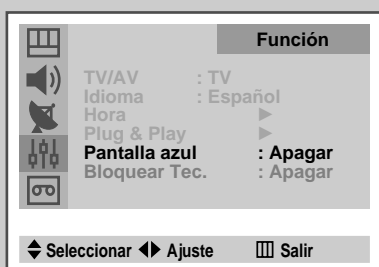 Función
TV/AV : TV
Idioma : Español
Hora ►
Plug & Play ►
Pantalla azul : Apagar
Bloquear Tec. : Apagar
Seleccionar Ajuste Salir